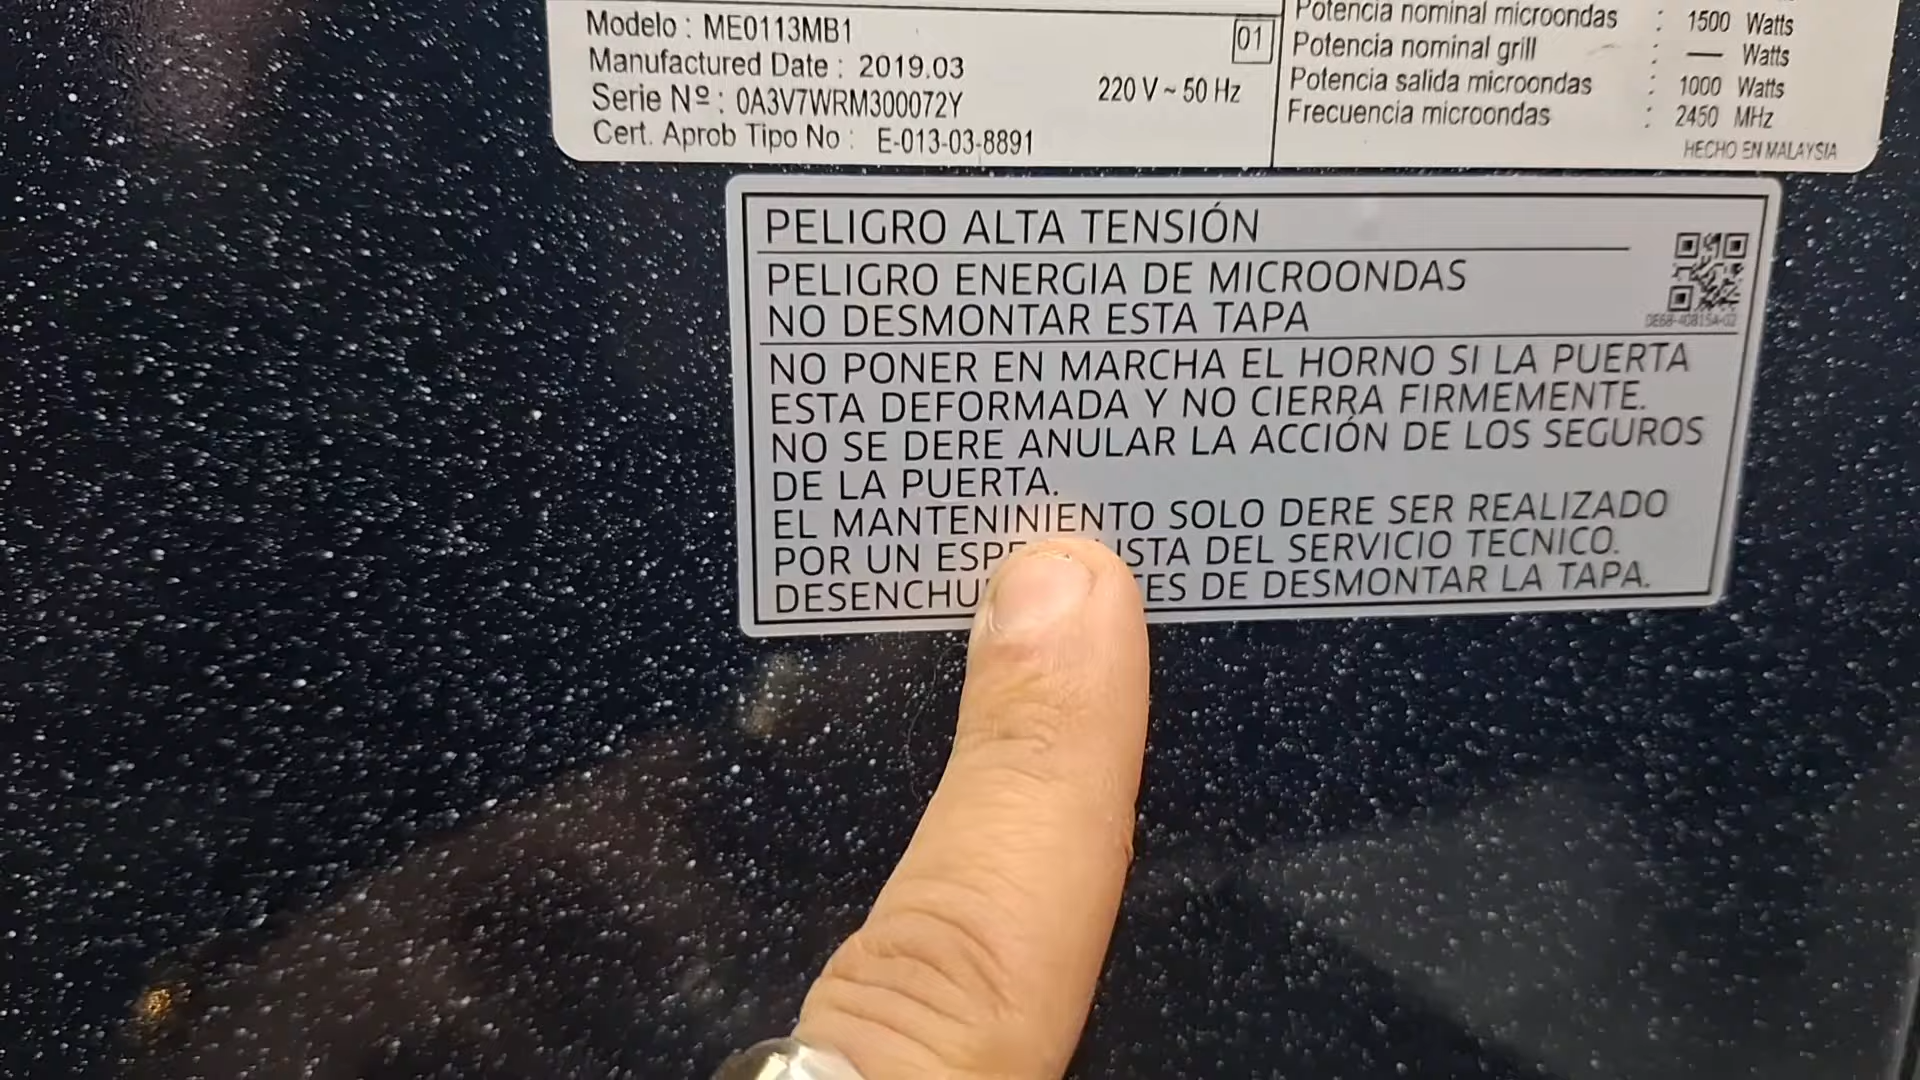 Modelo : ME0113MB1
Manufactured Date : 2019.03
Serie Nº : 0A3V7WRM300072Y
Cert. Aprob Tipo No : E-013-03-8891
01
220 V ~ 50 Hz
Potencia nominal microondas : 1500 Watts
Potencia nominal grill : — Watts
Potencia salida microondas : 1000 Watts
Frecuencia microondas : 2450 MHz
HECHO EN MALAYSIA
PELIGRO ALTA TENSIÓN
PELIGRO ENERGIA DE MICROONDAS
NO DESMONTAR ESTA TAPA
DE68-40815A-02
NO PONER EN MARCHA EL HORNO SI LA PUERTA
ESTA DEFORMADA Y NO CIERRA FIRMEMENTE.
NO SE DERE ANULAR LA ACCIÓN DE LOS SEGUROS
DE LA PUERTA.
EL MANTENINIENTO SOLO DERE SER REALIZADO
POR UN DEL SERVICIO TECNICO.
DE DESMONTAR LA TAPA.